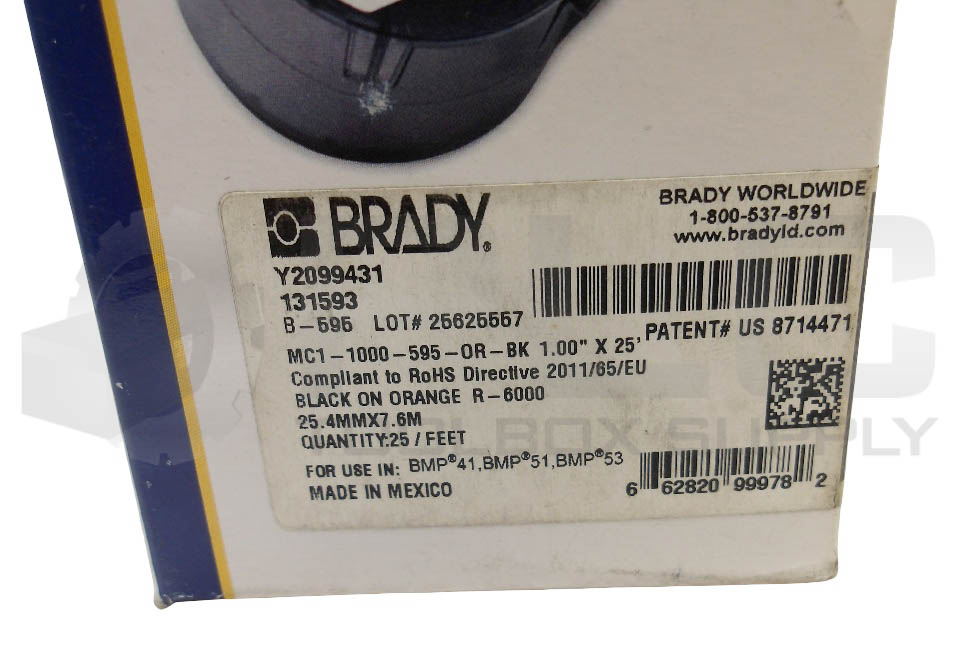 BRADY®
BRADY WORLDWIDE
1-800-537-8791
www.bradyid.com
Y2099431
131593
B-595 LOT# 25625557
PATENT# US 8714471
MC1-1000-595-OR-BK 1.00" X 25'
Compliant to RoHS Directive 2011/65/EU
BLACK ON ORANGE R-6000
25.4MMX7.6M
QUANTITY:25 / FEET
FOR USE IN: BMP®41,BMP®51,BMP®53
MADE IN MEXICO
6 62820 99978 2
TOOLBOX SUPPLY